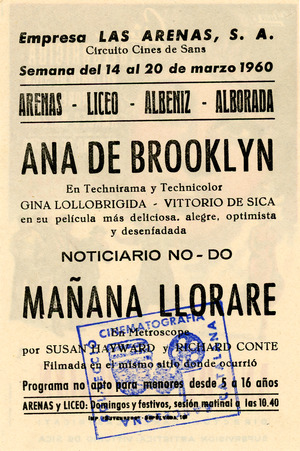 Empresa LAS ARENAS, S. A.
Circuito Cines de Sans
Semana del 14 al 20 de marzo 1960
ARENAS - LICEO - ALBENIZ - ALBORADA
ANA DE BROOKLYN
En Technirama y Technicolor
GINA LOLLOBRIGIDA - VITTORIO DE SICA
en su película más deliciosa, alegre, optimista
y desenfadada
NOTICIARIO NO-DO
MAÑANA LLORARE
En Metroscope
por SUSAN HAYWARD y RICHARD CONTE
Filmada en el mismo sitio donde ocurrió
Programa no apto para menores desde 5 a 16 años
ARENAS y LICEO: Domingos y festivos, sesión matinal a las 10.40
CINEMATOGRAFIA